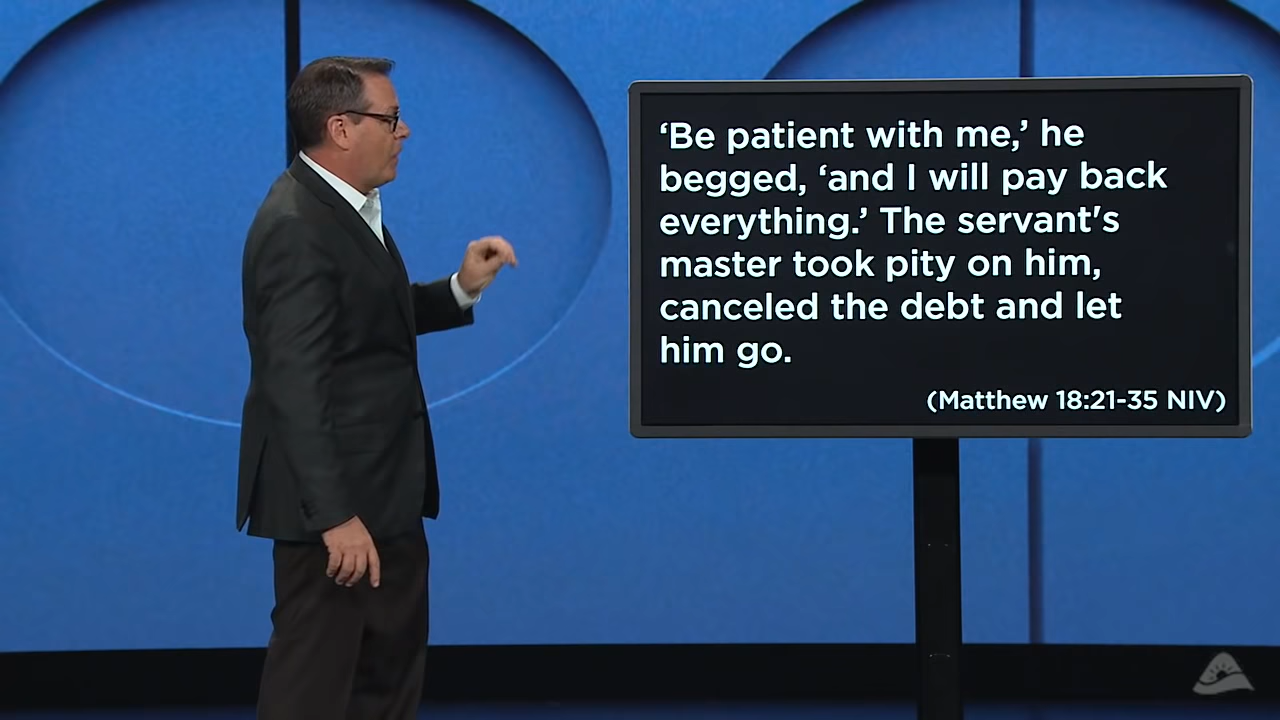 ‘Be patient with me,’ he
begged, ‘and I will pay back
everything.’ The servant's
master took pity on him,
canceled the debt and let
him go.
(Matthew 18:21-35 NIV)